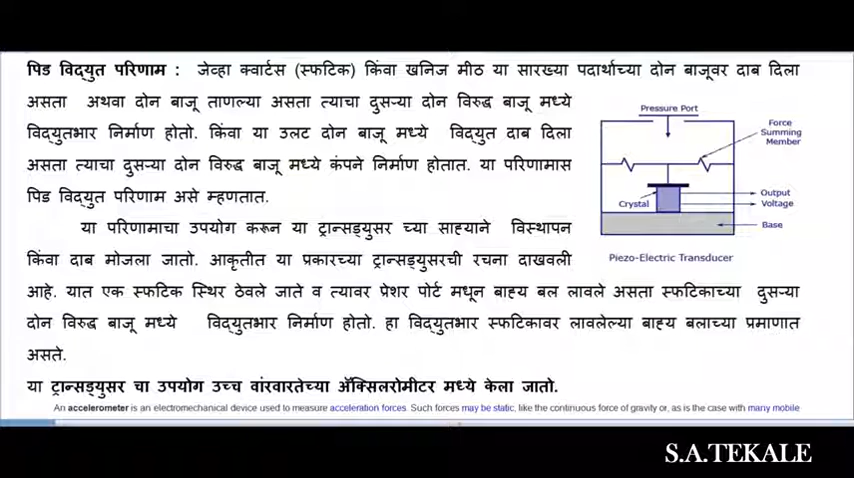 पिड विद्युत परिणाम : जेव्हा क्वार्टस (स्फटिक) किंवा खनिज मीठ या सारख्या पदार्थाच्या दोन बाजूवर दाब दिला
असता अथवा दोन बाजू ताणल्या असता त्याचा दुसऱ्या दोन विरुद्ध बाजू मध्ये
विद्युतभार निर्माण होतो. किंवा या उलट दोन बाजू मध्ये विद्युत दाब दिला
असता त्याचा दुसऱ्या दोन विरुद्ध बाजू मध्ये कंपने निर्माण होतात. या परिणामास
पिड विद्युत परिणाम असे म्हणतात.
या परिणामाचा उपयोग करून या ट्रान्सड्युसर च्या साह्याने विस्थापन
किंवा दाब मोजला जातो. आकृतीत या प्रकारच्या ट्रान्सड्युसरची रचना दाखवली
आहे. यात एक स्फटिक स्थिर ठेवले जाते व त्यावर प्रेशर पोर्ट मधून बाह्य बल लावले असता स्फटिकाच्या दुसऱ्या
दोन विरुद्ध बाजू मध्ये विद्युतभार निर्माण होतो. हा विद्युतभार स्फटिकावर लावलेल्या बाह्य बलाच्या प्रमाणात
असते.
या ट्रान्सड्युसर चा उपयोग उच्च वांरवारतेच्या ॲक्सिलरोमीटर मध्ये केला जातो.
An accelerometer is an electromechanical device used to measure acceleration forces. Such forces may be static, like the continuous force of gravity or, as is the case with many mobile
Pressure Port
Force
Summing
Member
Crystal
Output
Voltage
Base
Piezo-Electric Transducer
S.A.TEKALE